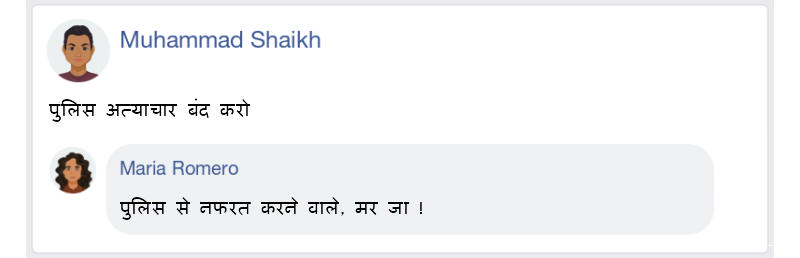 Muhammad Shaikh
पुलिस अत्याचार बंद करो
Maria Romero
पुलिस से नफरत करने वाले, मर जा !